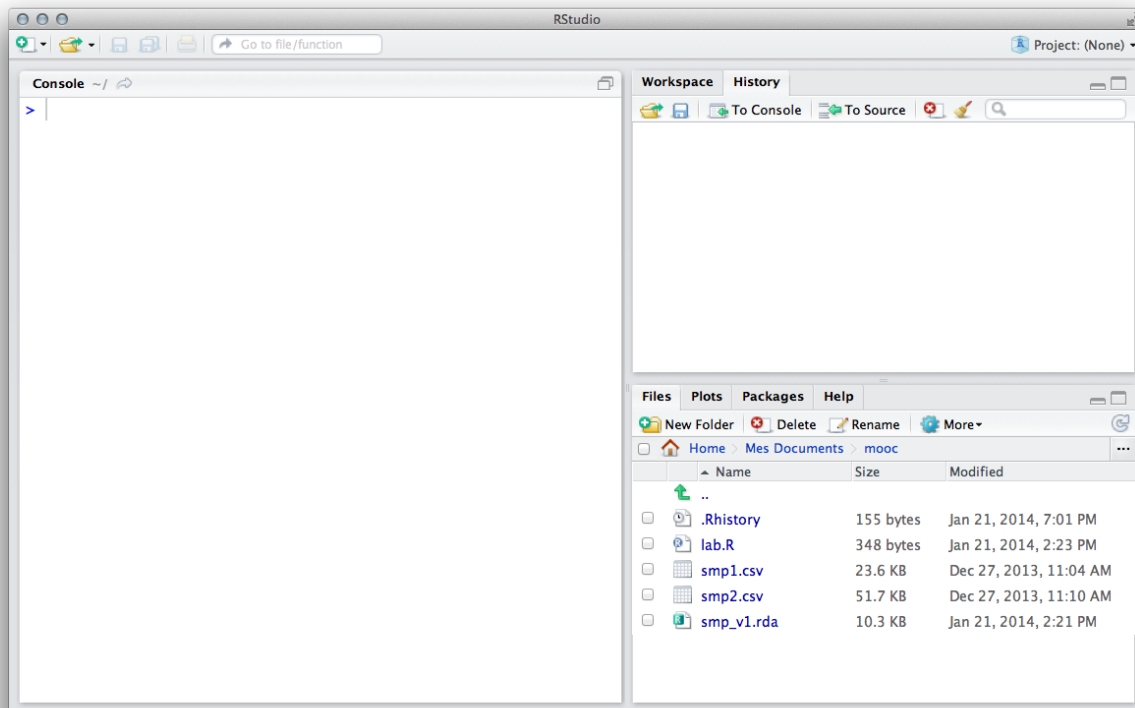 RStudio
Go to file/function
Project: (None)
Console ~/
>
Workspace History
To Console To Source
Files Plots Packages Help
New Folder Delete Rename More
Home Mes Documents mooc
Name Size Modified
..
.Rhistory 155 bytes Jan 21, 2014, 7:01 PM
lab.R 348 bytes Jan 21, 2014, 2:23 PM
smp1.csv 23.6 KB Dec 27, 2013, 11:04 AM
smp2.csv 51.7 KB Dec 27, 2013, 11:10 AM
smp_v1.rda 10.3 KB Jan 21, 2014, 2:21 PM